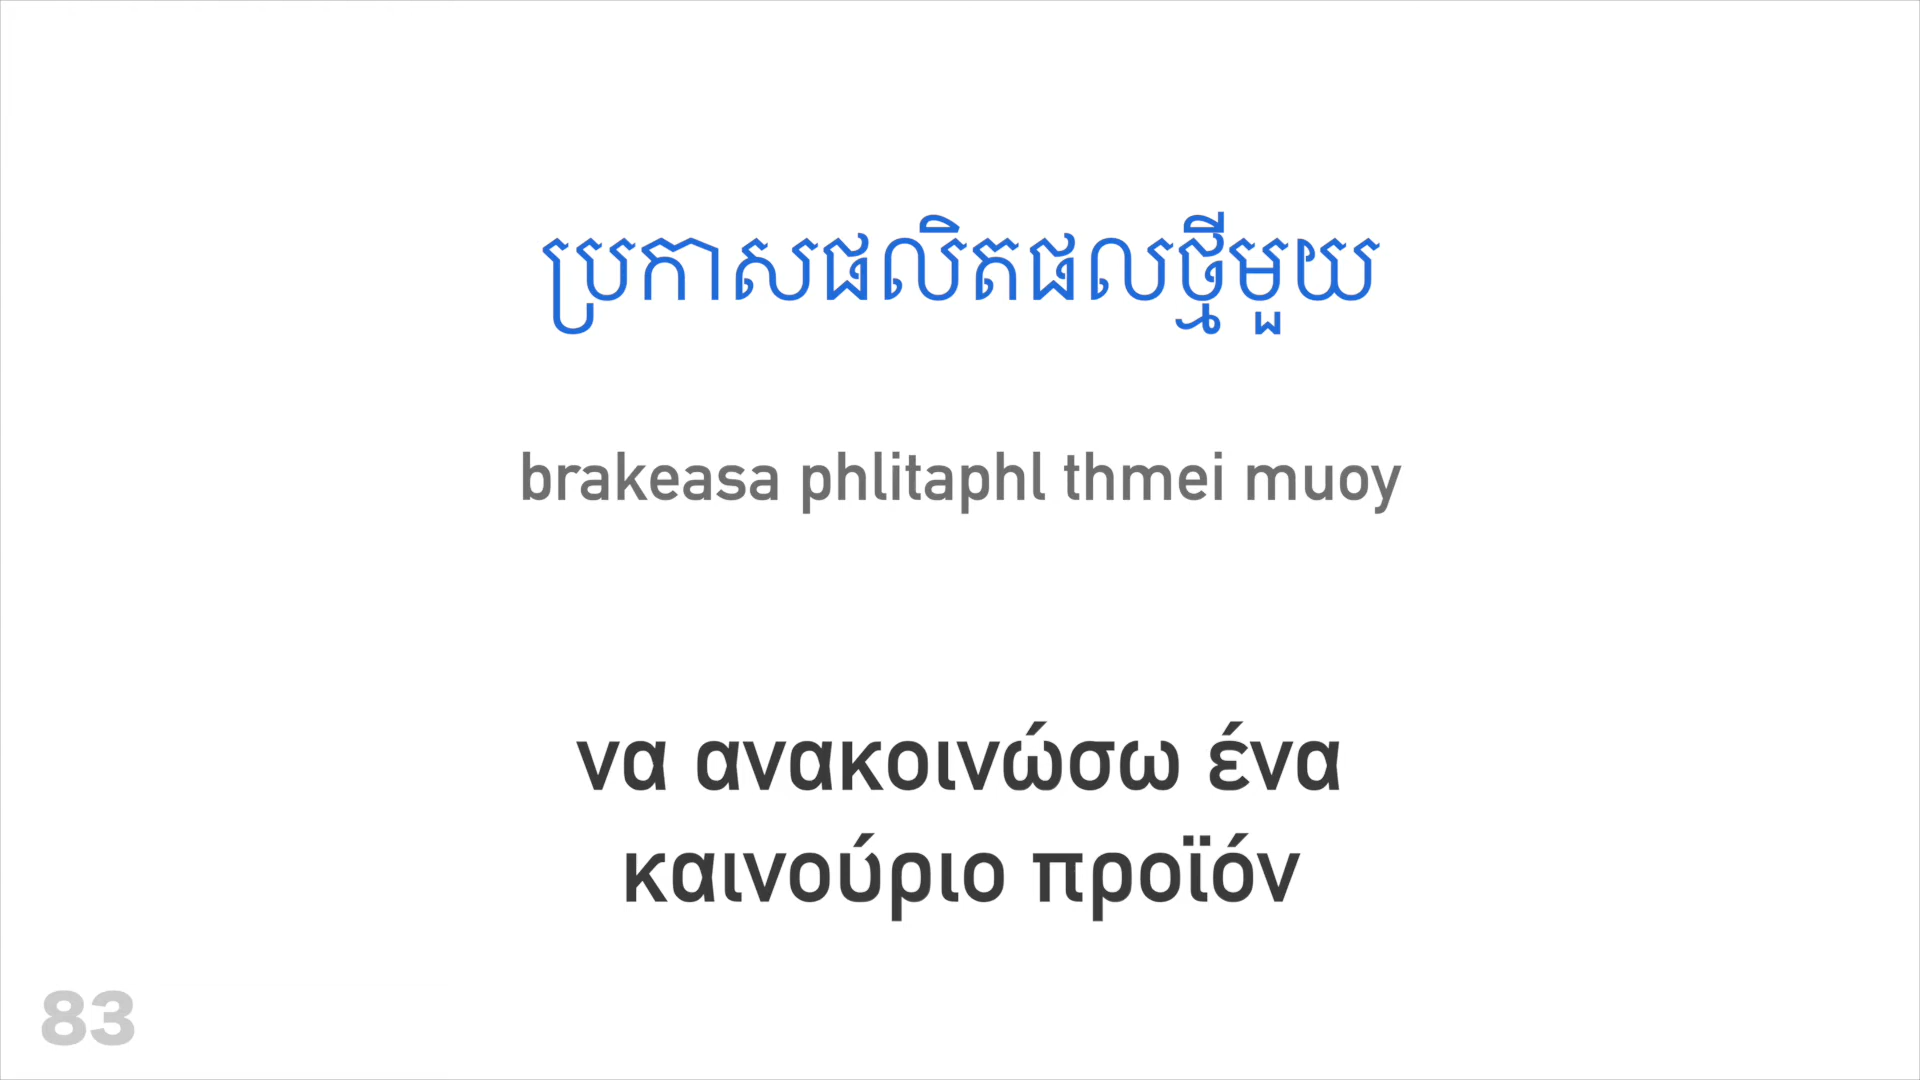 ប្រកាសផលិតផលថ្មីមួយ
brakeasa phlitaphl thmei muoy
να ανακοινώσω ένα
καινούριο προϊόν
83